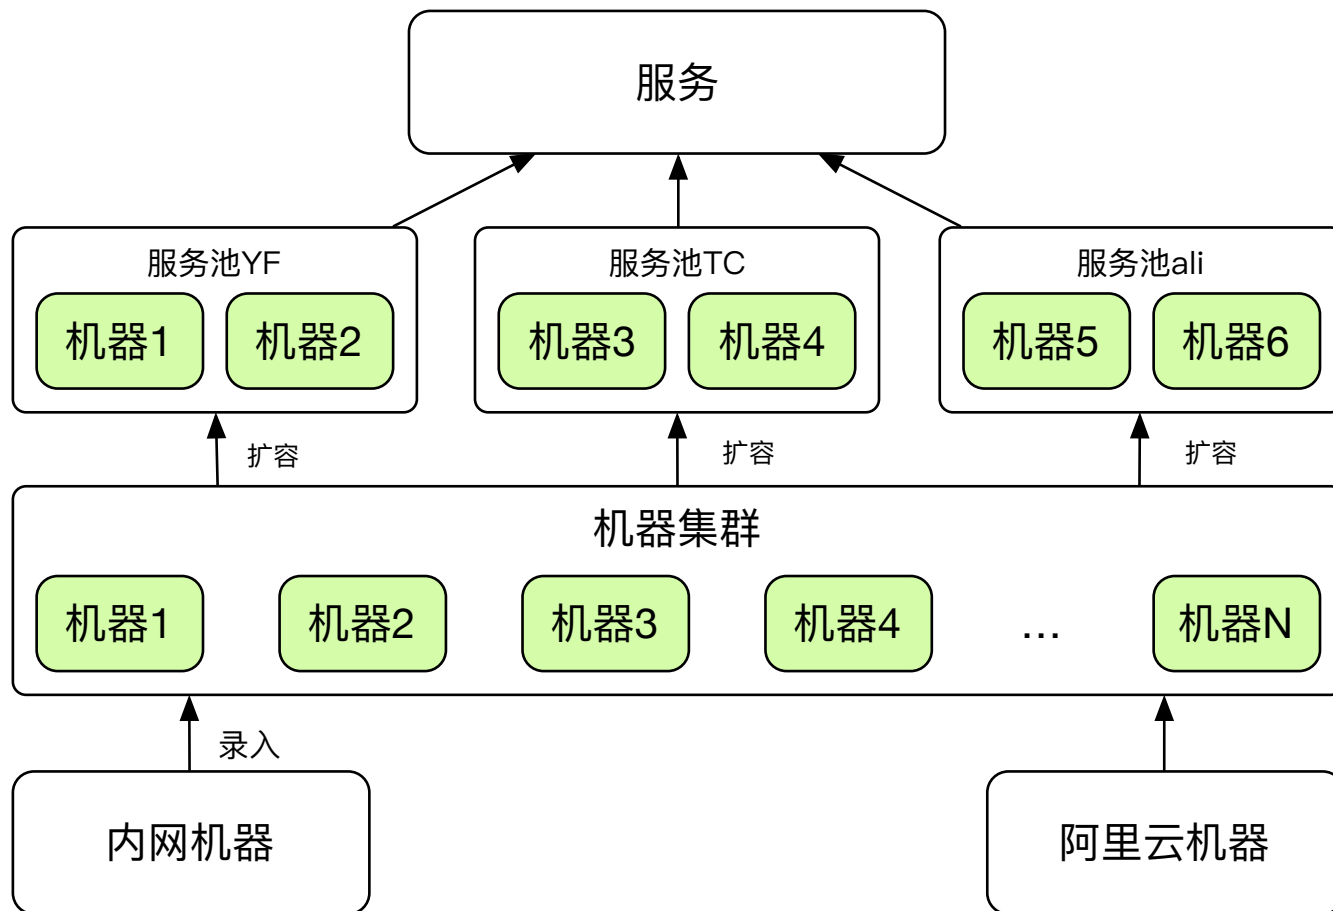 服务
服务池YF
服务池TC
服务池ali
机器1
机器2
机器3
机器4
机器5
机器6
扩容
扩容
扩容
机器集群
机器1
机器2
机器3
机器4
...
机器N
录入
内网机器
阿里云机器